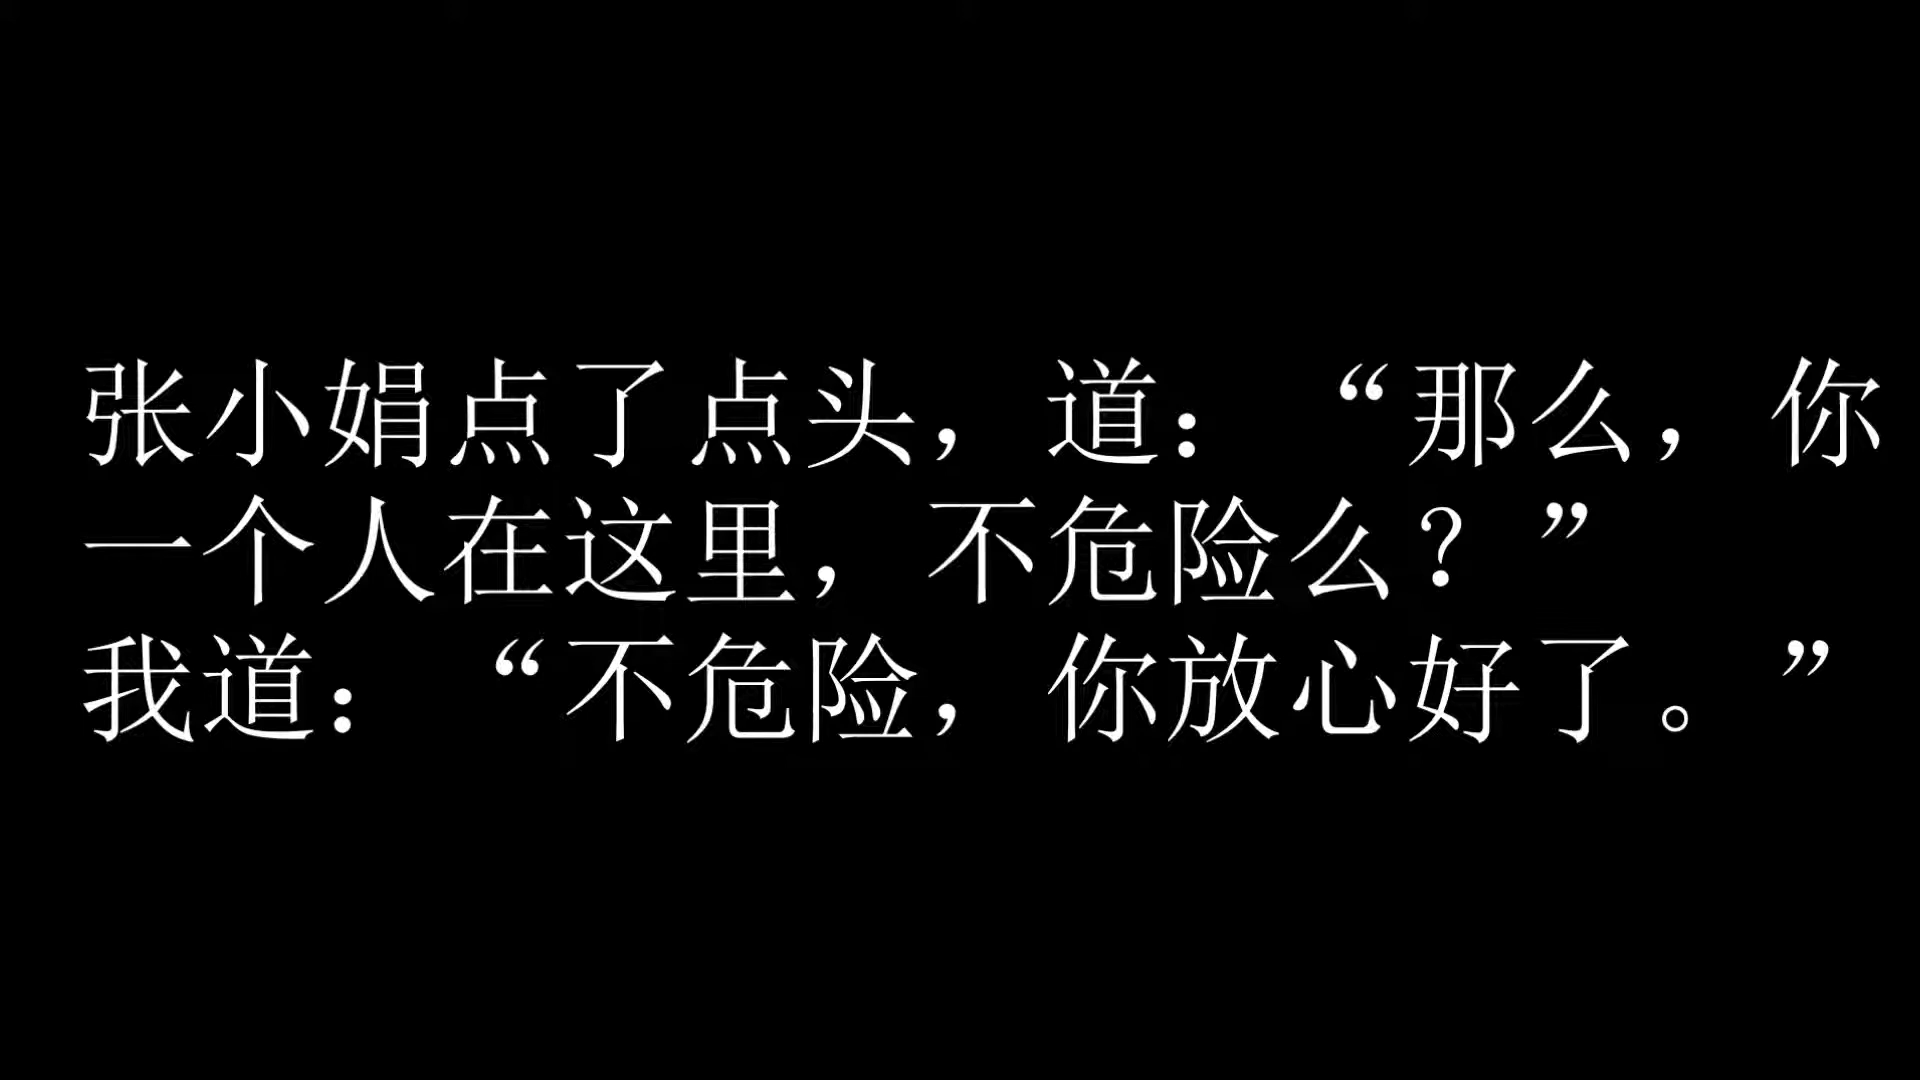 张小娟点了点头，道：“那么，你
一个人在这里，不危险么？”
我道：“不危险，你放心好了。”